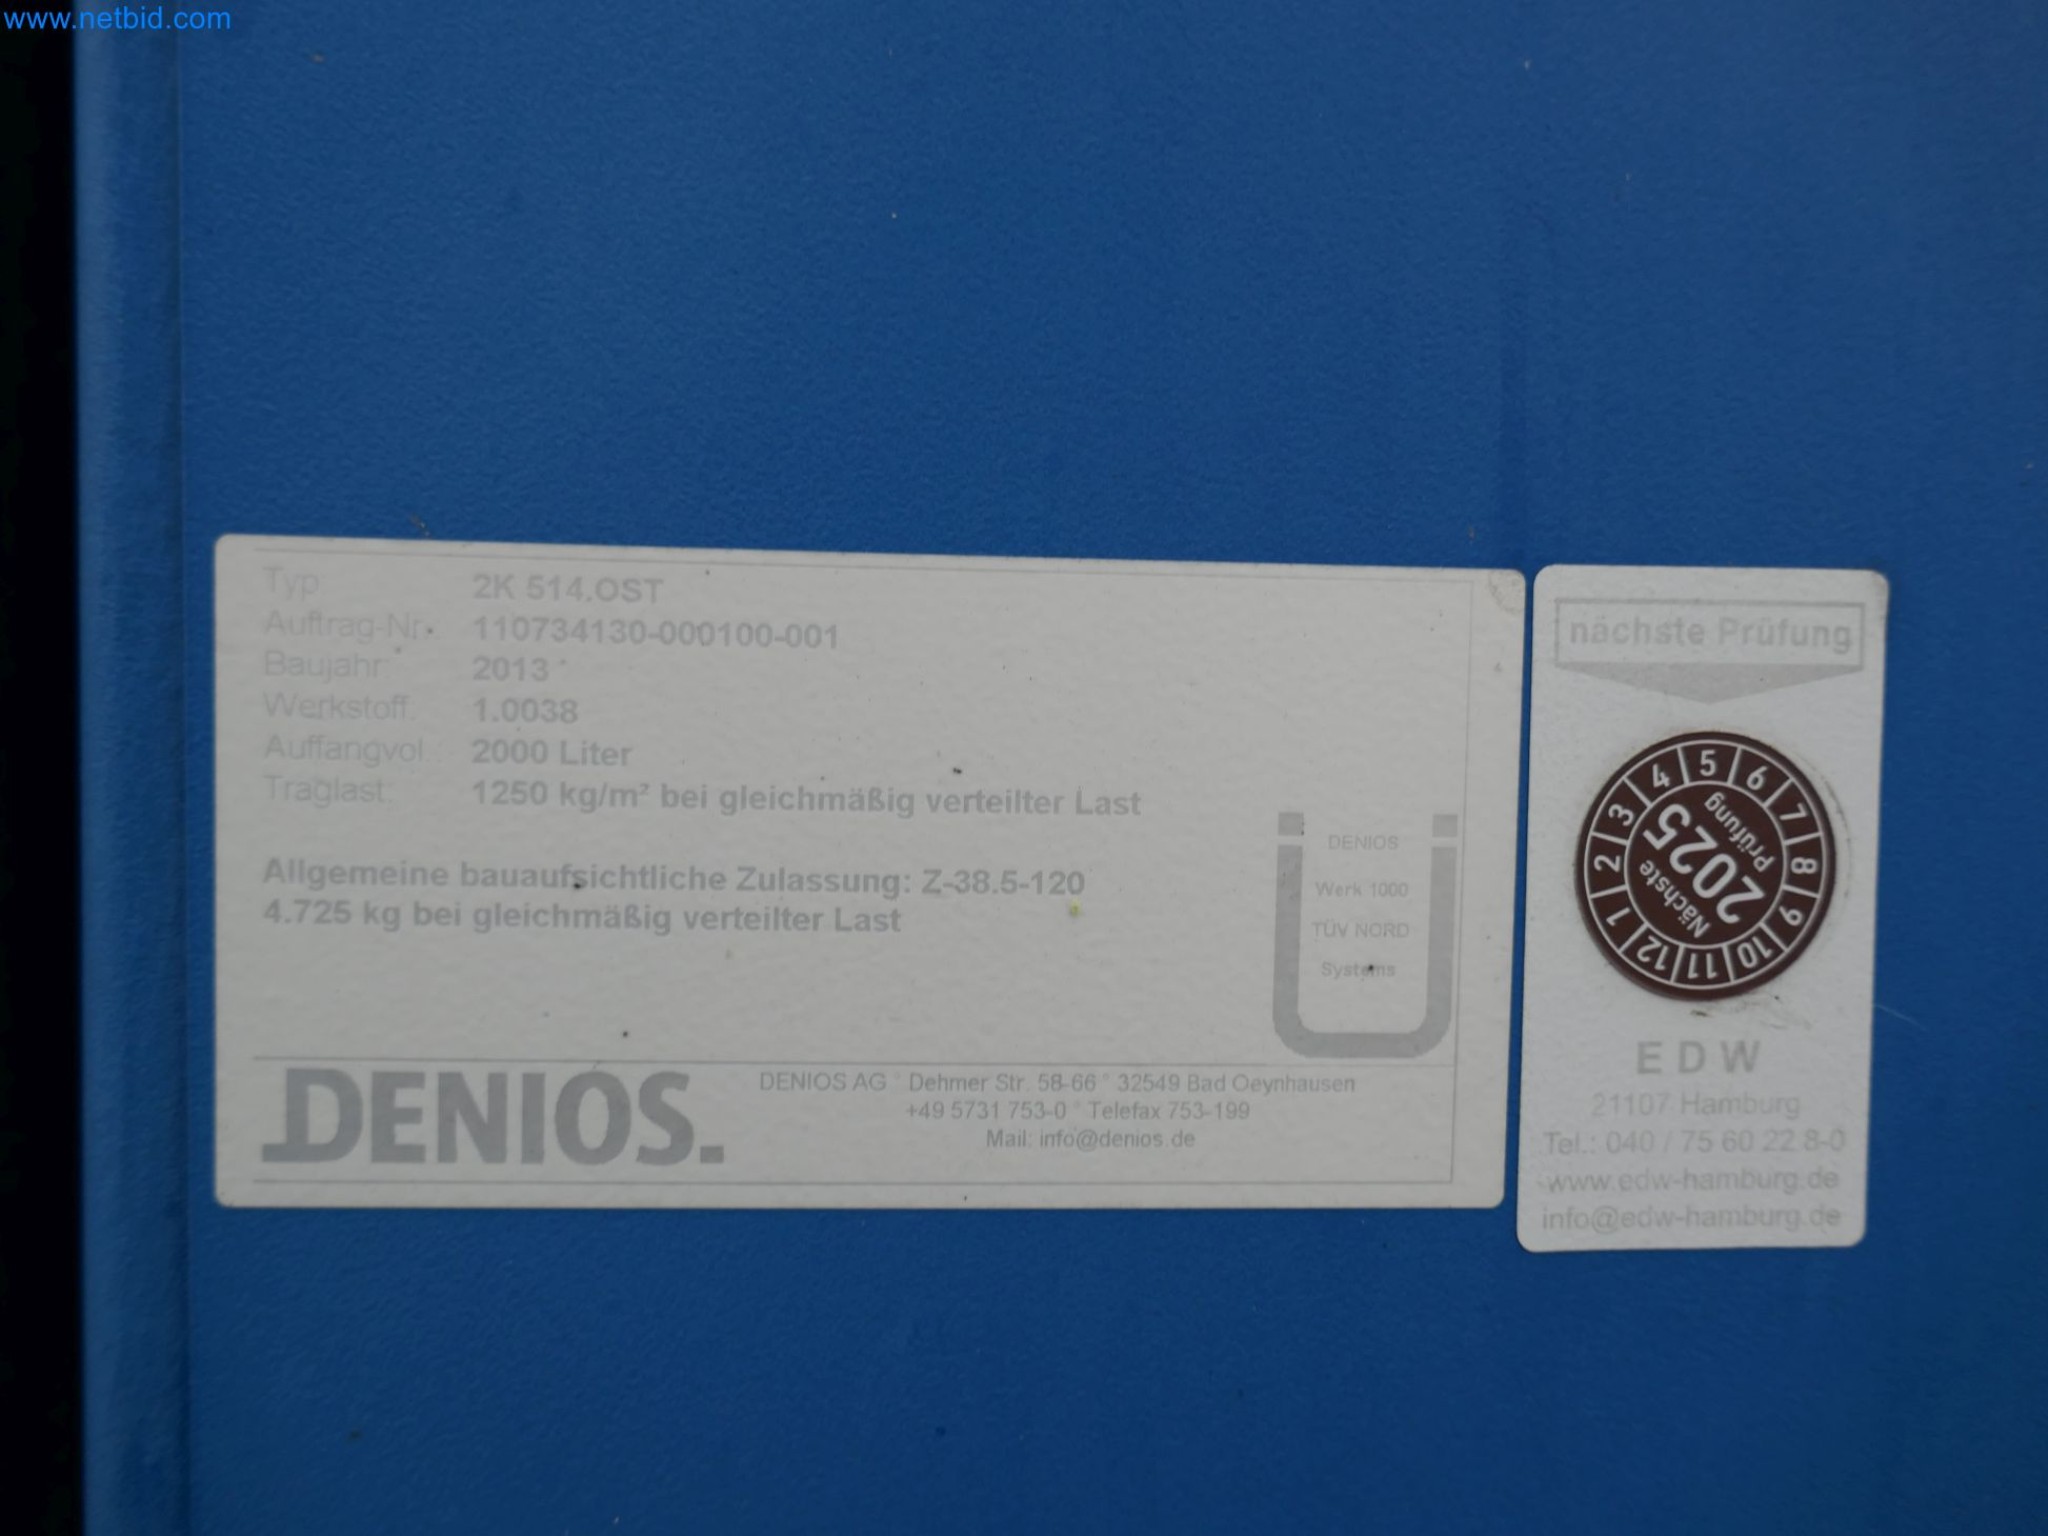 www.netbid.com
Typ 2K 514.OST
Auftrag-Nr. 110734130-000100-001
Baujahr 2013
Werkstoff. 1.0038
Auffangvol.: 2000 Liter
Traglast. 1250 kg/m² bei gleichmäßig verteilter Last
Allgemeine bauaufsichtliche Zulassung: Z-38.5-120
4.725 kg bei gleichmäßig verteilter Last
DENIOS
Werk 1000
TÜV NORD
Systems
DENIOS.
DENIOS AG ° Dehmer Str. 58-66 ° 32549 Bad Oeynhausen
+49 5731 753-0 ° Telefax 753-199
Mail: info@denios.de
nächste Prüfung
1 2 3 4 5 6 7 8 9 10 11 12
Nächste
2025
Prüfung
E D W
21107 Hamburg
Tel.: 040 / 75 60 22 8-0
www.edw-hamburg.de
info@edw-hamburg.de